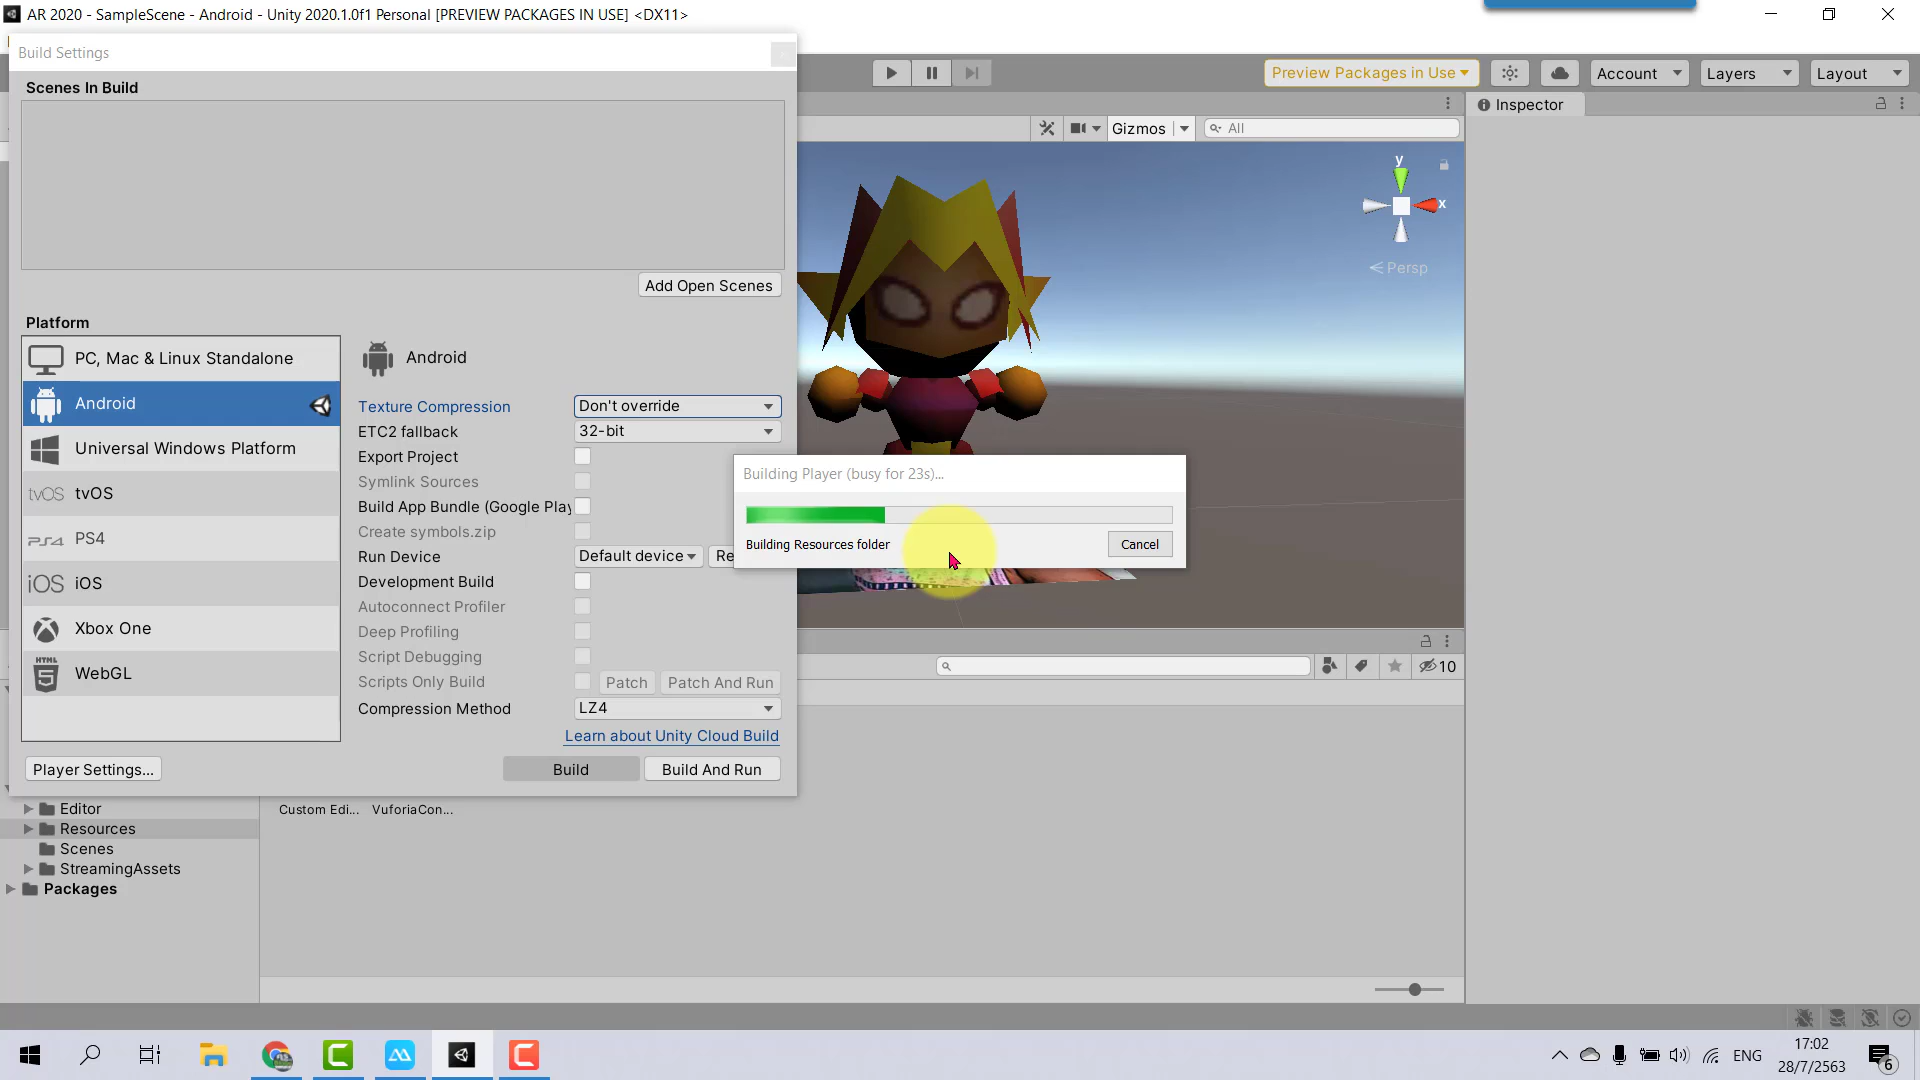 AR 2020 - SampleScene - Android - Unity 2020.1.0f1 Personal [PREVIEW PACKAGES IN USE] <DX11>
Build Settings
Scenes In Build
Add Open Scenes
Platform
PC, Mac & Linux Standalone
Android
Universal Windows Platform
tvOS tvOS
PS4 PS4
iOS iOS
Xbox One
HTML WebGL
Android
Texture Compression Don't override
ETC2 fallback 32-bit
Export Project
Symlink Sources
Build App Bundle (Google Play
Create symbols.zip
Run Device Default device Re
Development Build
Autoconnect Profiler
Deep Profiling
Script Debugging
Scripts Only Build Patch Patch And Run
Compression Method LZ4
Learn about Unity Cloud Build
Player Settings... Build Build And Run
Preview Packages in Use Account Layers Layout
Inspector
Gizmos All
y
x
Persp
Building Player (busy for 23s)...
Building Resources folder Cancel
10
Editor
Resources
Scenes
StreamingAssets
Packages
Custom Edi... VuforiaCon...
ENG
17:02
28/7/2563
6